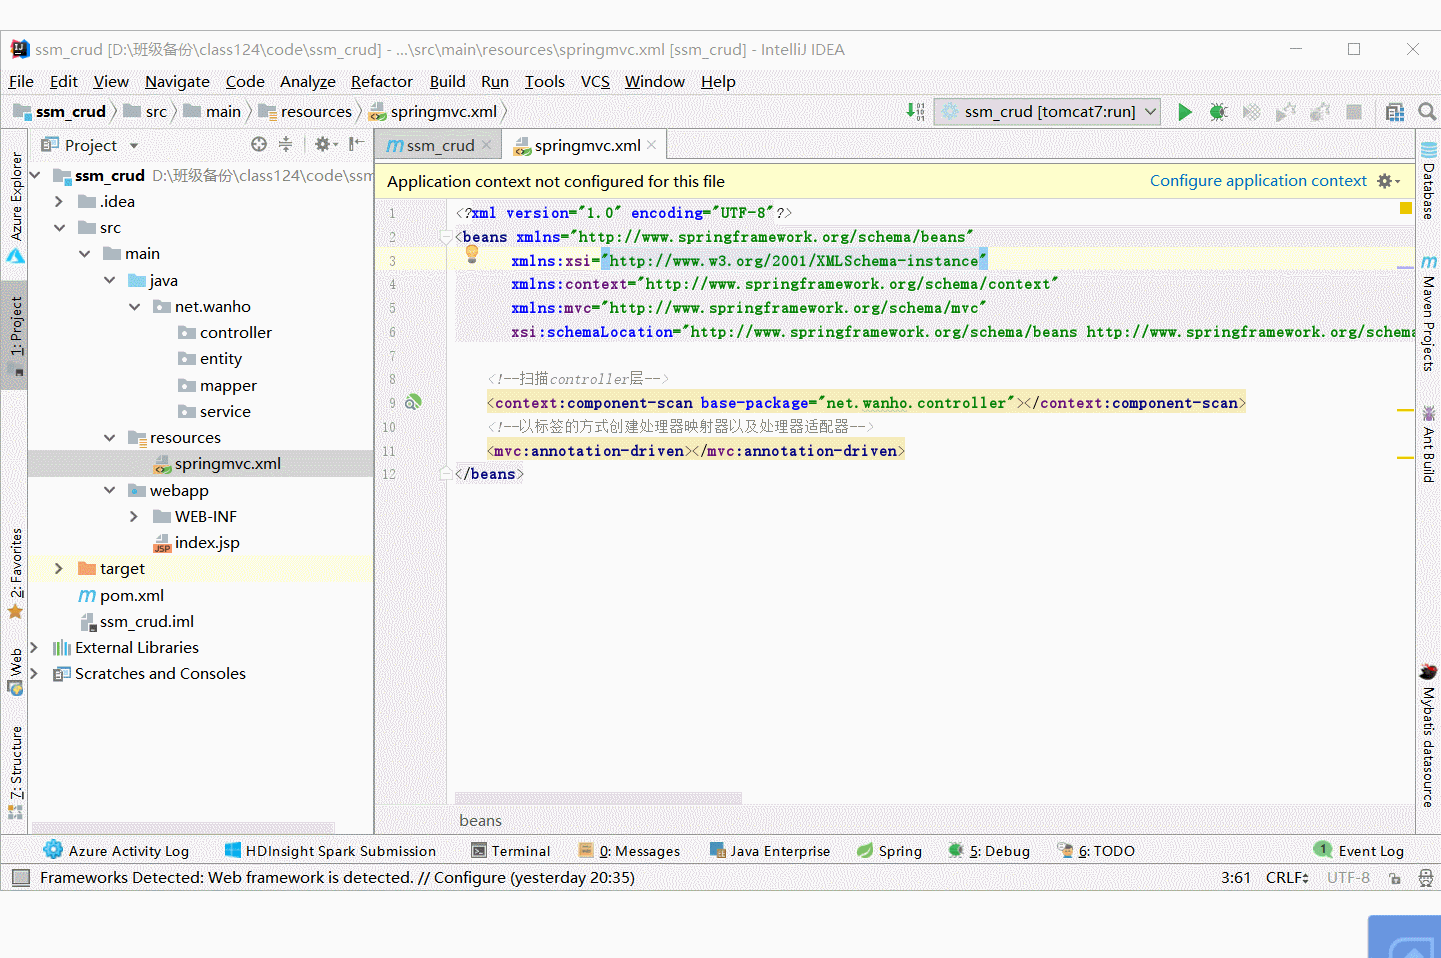 ssm_crud [D:\班级备份\class124\code\ssm_crud] - ...\src\main\resources\springmvc.xml [ssm_crud] - IntelliJ IDEA
File Edit View Navigate Code Analyze Refactor Build Run Tools VCS Window Help
ssm_crud src main resources springmvc.xml ssm_crud [tomcat7:run]
Project
ssm_crud springmvc.xml
Application context not configured for this file Configure application context
ssm_crud D:\班级备份\class124\code\ssm
.idea
src
main
java
net.wanho
controller
entity
mapper
service
resources
springmvc.xml
webapp
WEB-INF
index.jsp
JSP
target
pom.xml
ssm_crud.iml
External Libraries
Scratches and Consoles
1 <?xml version="1.0" encoding="UTF-8"?>
2 <beans xmlns="http://www.springframework.org/schema/beans"
3 xmlns:xsi="http://www.w3.org/2001/XMLSchema-instance"
4 xmlns:context="http://www.springframework.org/schema/context"
5 xmlns:mvc="http://www.springframework.org/schema/mvc"
6 xsi:schemaLocation="http://www.springframework.org/schema/beans http://www.springframework.org/schema
7
8 <!--扫描controller层-->
9 <context:component-scan base-package="net.wanho.controller"></context:component-scan>
10 <!--以标签的方式创建处理器映射器以及处理器适配器-->
11 <mvc:annotation-driven></mvc:annotation-driven>
12 </beans>
beans
Azure Explorer
1: Project
2: Favorites
Web
7: Structure
Database
Maven Projects
Ant Build
Mybatis datasource
Azure Activity Log HDInsight Spark Submission Terminal 0: Messages Java Enterprise Spring 5: Debug 6: TODO 1 Event Log
Frameworks Detected: Web framework is detected. // Configure (yesterday 20:35) 3:61 CRLF UTF-8